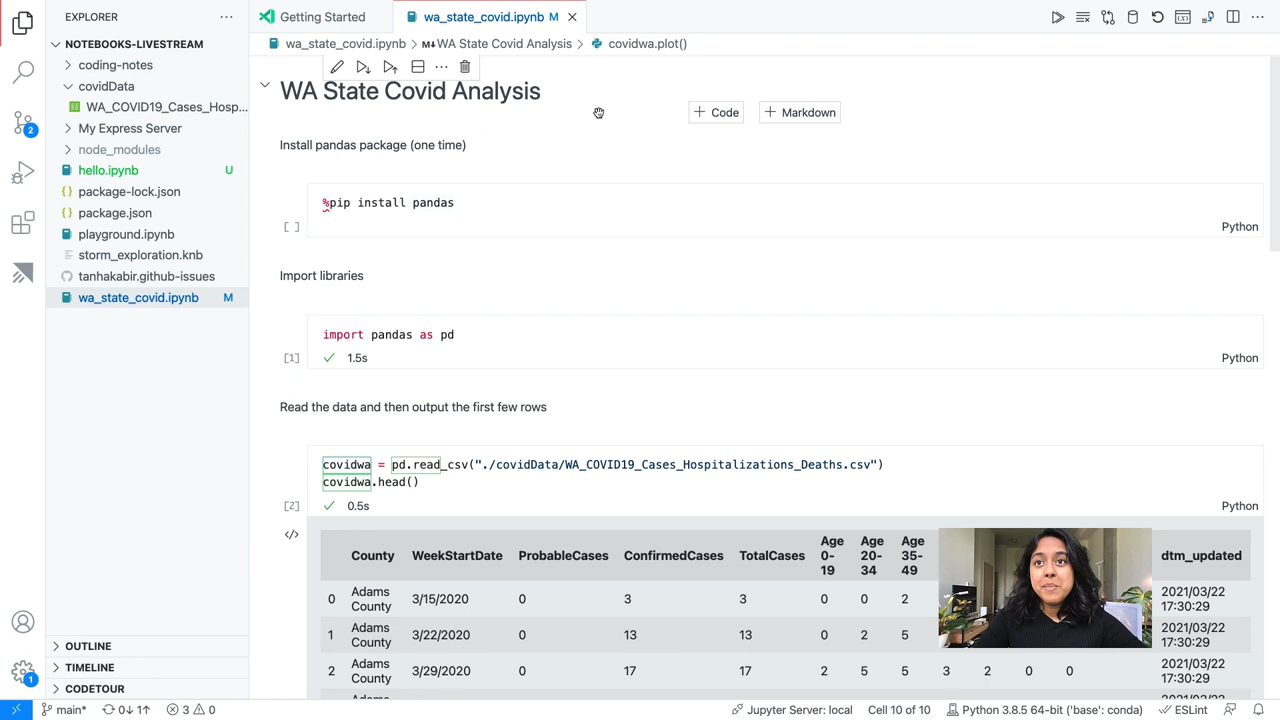 EXPLORER
Getting Started
wa_state_covid.ipynb M
NOTEBOOKS-LIVESTREAM
wa_state_covid.ipynb > M↓WA State Covid Analysis > covidwa.plot()
coding-notes
covidData
WA_COVID19_Cases_Hosp...
My Express Server
node_modules
hello.ipynb U
package-lock.json
package.json
playground.ipynb
storm_exploration.knb
tanhakabir.github-issues
wa_state_covid.ipynb M
OUTLINE
TIMELINE
CODETOUR
2
1
WA State Covid Analysis
+ Code + Markdown
Install pandas package (one time)
%pip install pandas
[ ] Python
Import libraries
import pandas as pd
[1] 1.5s Python
Read the data and then output the first few rows
covidwa = pd.read_csv("./covidData/WA_COVID19_Cases_Hospitalizations_Deaths.csv")
covidwa.head()
[2] 0.5s Python
County WeekStartDate ProbableCases ConfirmedCases TotalCases Age 0-19 Age 20-34 Age 35-49 dtm_updated
0 Adams County 3/15/2020 0 3 3 0 0 2 2021/03/22 17:30:29
1 Adams County 3/22/2020 0 13 13 0 2 5 2021/03/22 17:30:29
2 Adams County 3/29/2020 0 17 17 2 5 5 3 2 0 0 2021/03/22 17:30:29
main* 0↓ 1↑ 3 0 Jupyter Server: local Cell 10 of 10 Python 3.8.5 64-bit ('base': conda) ESLint